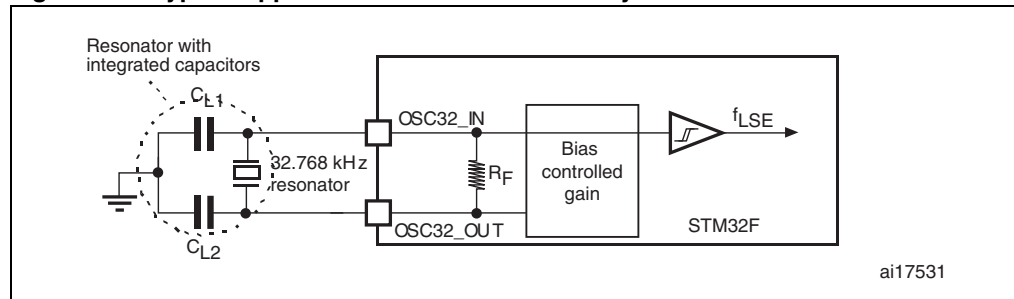 Resonator with
integrated capacitors
CL1
OSC32_IN
fLSE
32.768 kHz
resonator
RF
Bias
controlled
gain
OSC32_OUT
STM32F
CL2
ai17531